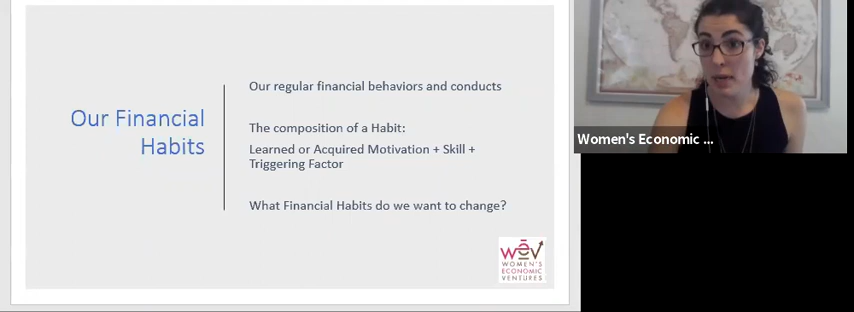 Our Financial
Habits
Our regular financial behaviors and conducts
The composition of a Habit:
Learned or Acquired Motivation + Skill +
Triggering Factor
What Financial Habits do we want to change?
WEV
WOMEN'S
ECONOMIC
VENTURES
Women's Economic ...